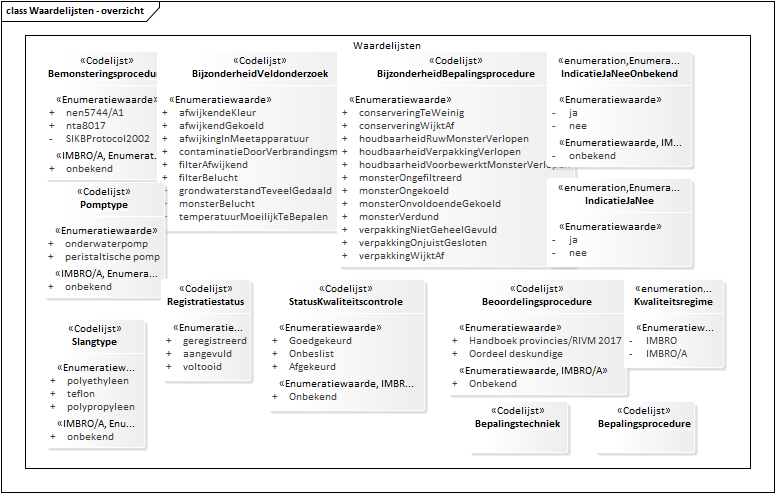 class Waardelijsten - overzicht
Waardelijsten
«Codelijst»
Bemonsteringsprocedur
«Enumeratiewaarde»
+ nen5744/A1
+ nta8017
- SIKBProtocol2002
«IMBRO/A, Enumerat...
+ onbekend
«Codelijst»
BijzonderheidVeldonderzoek
«Enumeratiewaarde»
+ afwijkendeKleur
+ afwijkendGekoeld
+ afwijkingInMeetapparatuur
+ contaminatieDoorVerbrandingsm
+ filterAfwijkend
+ filterBelucht
+ grondwaterstandTeveelGedaald
+ monsterBelucht
+ temperatuurMoeilijkTeBepalen
«Codelijst»
BijzonderheidBepalingsprocedure
«Enumeratiewaarde»
+ conserveringTeWeinig
+ conserveringWijktAf
+ houdbaarheidRuwMonsterVerlopen
+ houdbaarheidVerpakkingVerlopen
+ houdbaarheidVoorbewerktMonsterVerlopen
+ monsterOngefiltreerd
+ monsterOngekoeld
+ monsterOnvoldoendeGekoeld
+ monsterVerdund
+ verpakkingNietGeheelGevuld
+ verpakkingOnjuistGesloten
+ verpakkingWijktAf
«enumeration,Enumera...
IndicatieJaNeeOnbekend
«Enumeratiewaarde»
- ja
- nee
«Enumeratiewaarde, IM...
- onbekend
«enumeration,Enumera...
IndicatieJaNee
«Enumeratiewaarde»
- ja
- nee
«Codelijst»
Pomptype
«Enumeratiewaarde»
+ onderwaterpomp
+ peristaltische pomp
«IMBRO/A, Enumera...
+ onbekend
«Codelijst»
Registratiestatus
«Enumeratie...
+ geregistreerd
+ aangevuld
+ voltooid
«Codelijst»
StatusKwaliteitscontrole
«Enumeratiewaarde»
+ Goedgekeurd
+ Onbeslist
+ Afgekeurd
«Enumeratiewaarde, IMBR...
+ Onbekend
«Codelijst»
Beoordelingsprocedure
«Enumeratiewaarde»
+ Handboek provincies/RIVM 2017
+ Oordeel deskundige
«Enumeratiewaarde, IMBRO/A»
+ Onbekend
«enumeration...
Kwaliteitsregime
«Enumeratiew...
- IMBRO
- IMBRO/A
«Codelijst»
Slangtype
«Enumeratiew...
+ polyethyleen
+ teflon
+ polypropyleen
«IMBRO/A, Enu...
+ onbekend
«Codelijst»
Bepalingstechniek
«Codelijst»
Bepalingsprocedure